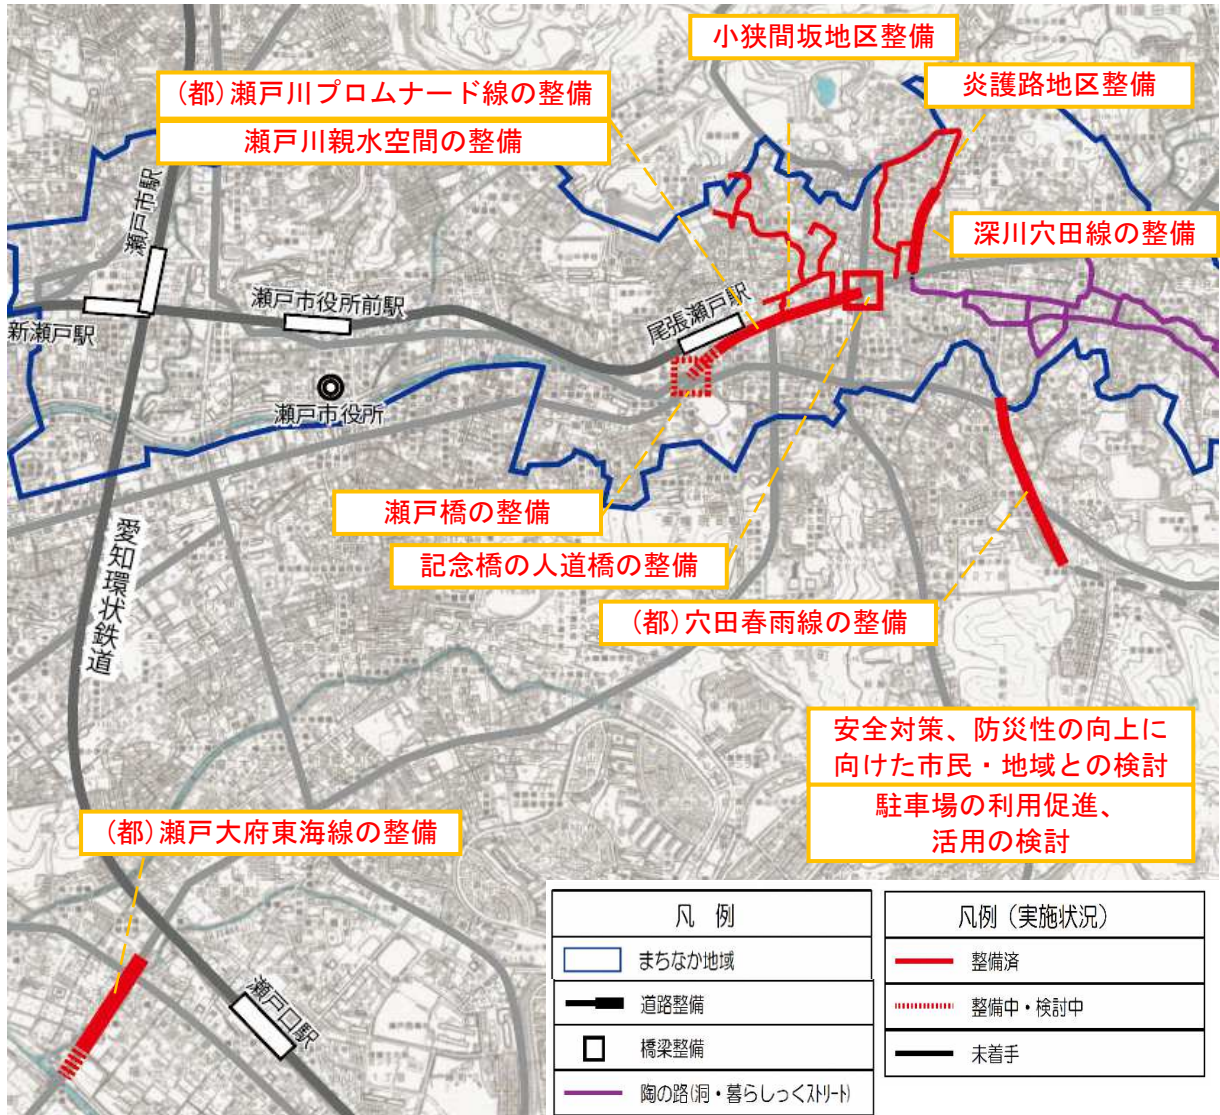 小狭間坂地区整備
(都)瀬戸川プロムナード線の整備
炎護路地区整備
瀬戸川親水空間の整備
瀬戸市駅
深川穴田線の整備
瀬戸市役所前駅
尾張瀬戸駅
新瀬戸駅
瀬戸市役所
瀬戸橋の整備
記念橋の人道橋の整備
愛知環状鉄道
(都)穴田春雨線の整備
安全対策、防災性の向上に
向けた市民・地域との検討
駐車場の利用促進、
活用の検討
(都)瀬戸大府東海線の整備
瀬戸口駅
凡 例
まちなか地域
道路整備
橋梁整備
陶の路(洞・暮らしっくストリート)
凡例(実施状況)
整備済
整備中・検討中
未着手